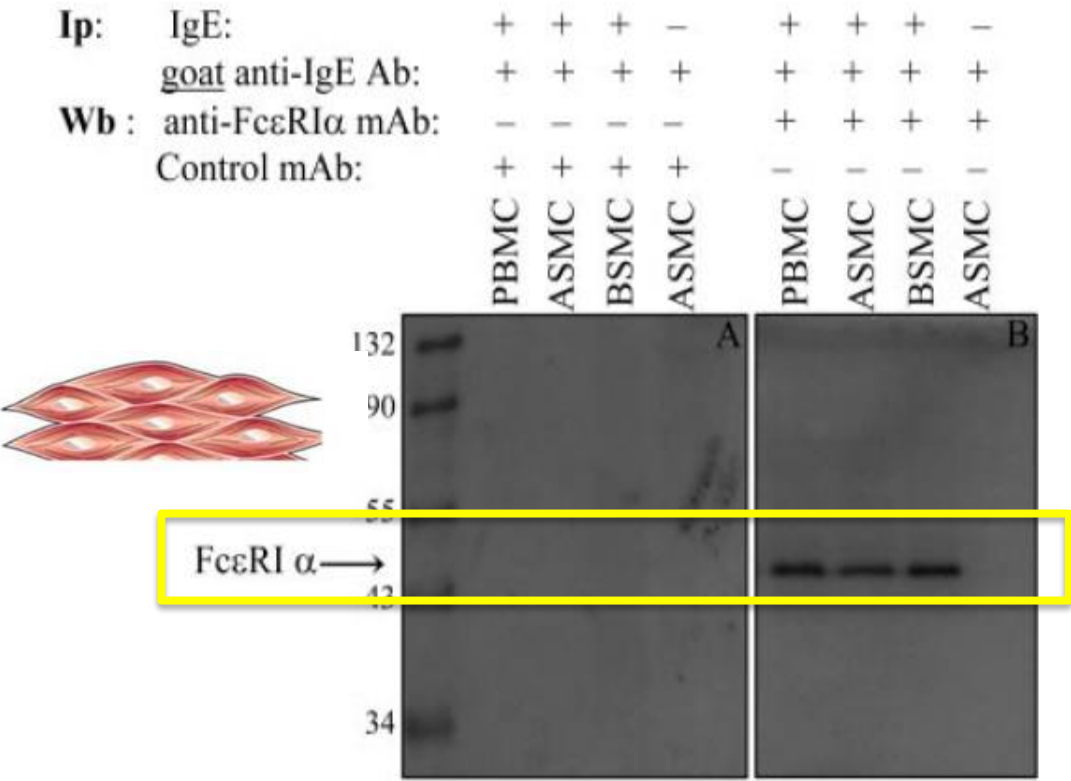 Ip: IgE: + + + – + + + –
goat anti-IgE Ab: + + + + + + + +
Wb : anti-FcεRIα mAb: – – – – + + + +
Control mAb: + + + + – – – –
PBMC ASMC BSMC ASMC PBMC ASMC BSMC ASMC
A B
132
90
55
FcεRI α→
43
34